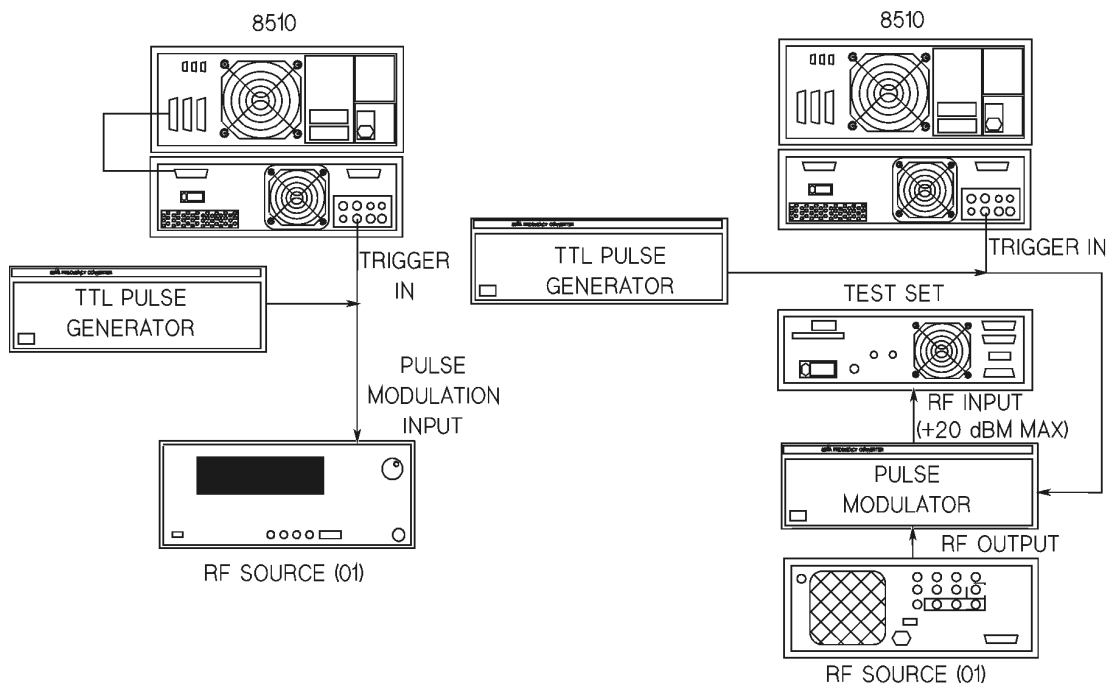 8510
TRIGGER
IN
TTL PULSE
GENERATOR
PULSE
MODULATION
INPUT
RF SOURCE (01)
8510
TRIGGER IN
TTL PULSE
GENERATOR
TEST SET
RF INPUT
(+20 dBM MAX)
PULSE
MODULATOR
RF OUTPUT
RF SOURCE (01)